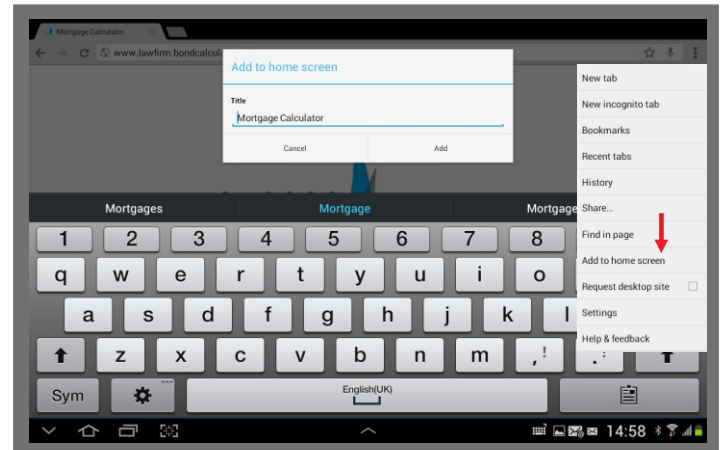 Mortgage Calculator
www.lawfirm.bondcalcul
Add to home screen
Title
Mortgage Calculator
Cancel Add
New tab
New incognito tab
Bookmarks
Recent tabs
History
Share...
Find in page
Add to home screen
Request desktop site
Settings
Help & feedback
Mortgages Mortgage Mortgage
1 2 3 4 5 6 7 8
q w e r t y u i o
a s d f g h j k l
z x c v b n m , ! . :
Sym English(UK)
14:58